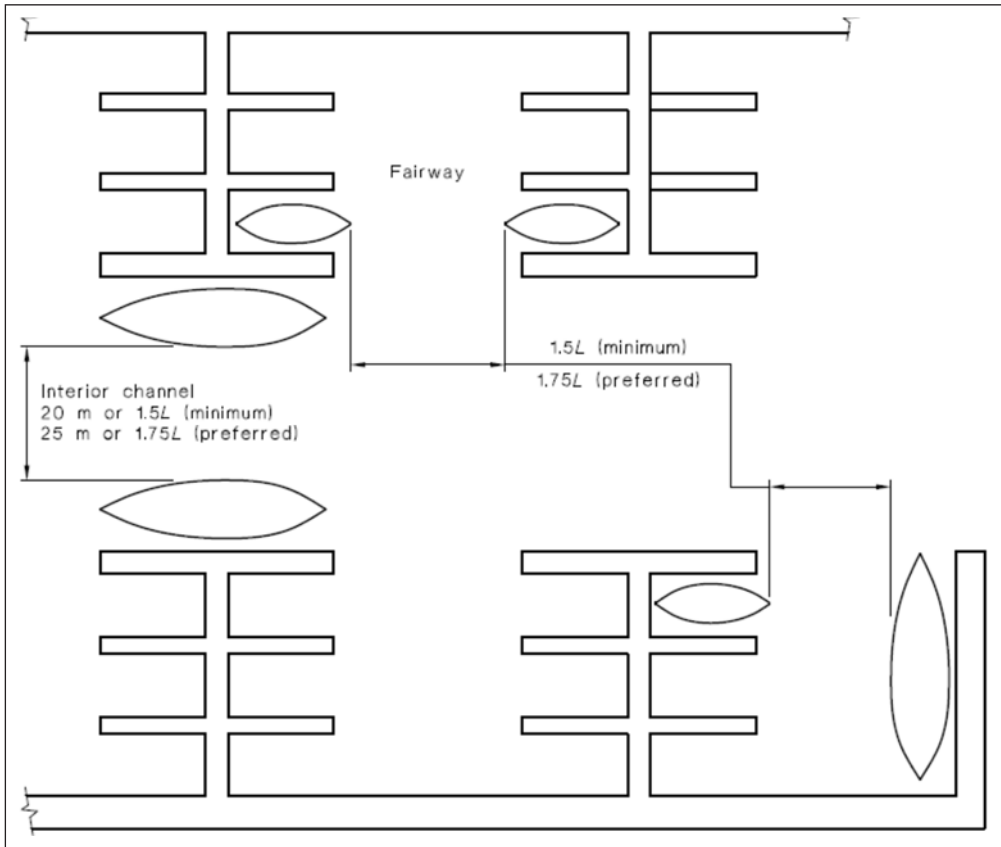 Fairway
1.5L (minimum)
1.75L (preferred)
Interior channel
20 m or 1.5L (minimum)
25 m or 1.75L (preferred)